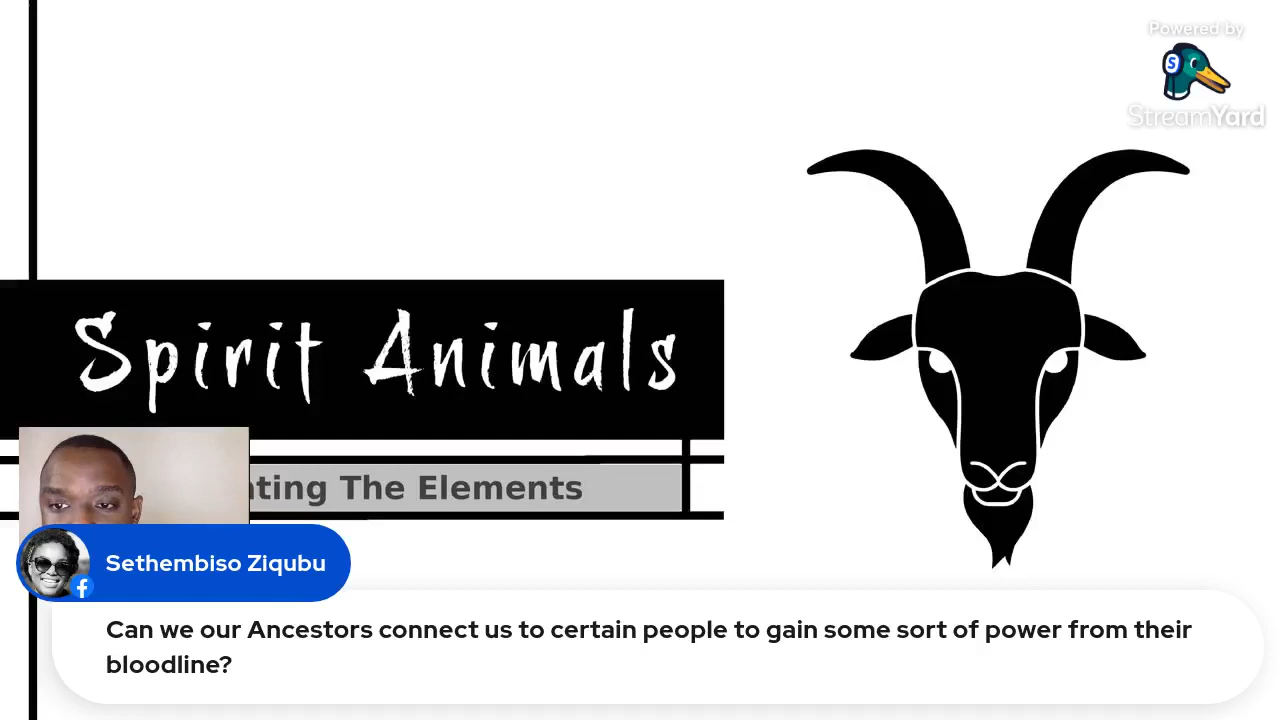 Powered by
S
StreamYard
Spirit Animals
ting The Elements
Sethembiso Ziqubu
Can we our Ancestors connect us to certain people to gain some sort of power from their
bloodline?